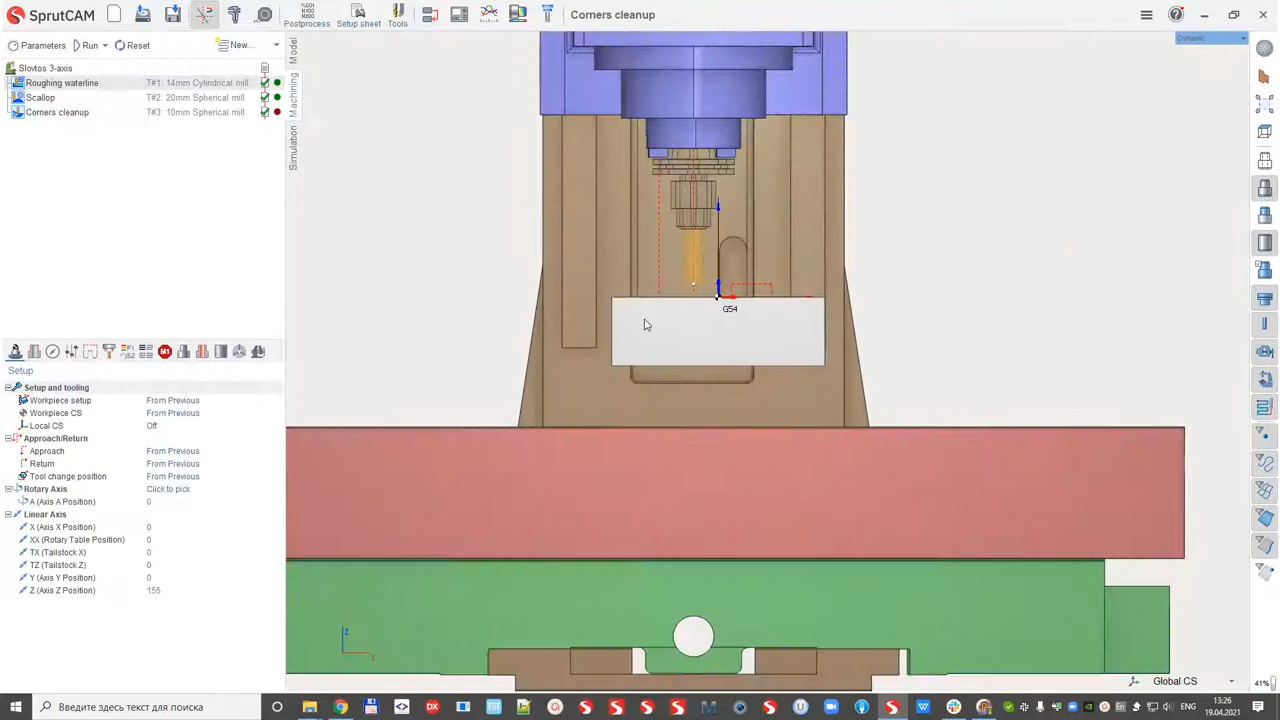 SprutCAM
Postprocess
Setup sheet
Tools
Corners cleanup
Dynamic
Parameters
Run
Reset
New...
Model
Machining
Simulation
Slovtos 3-axis
Roughing waterline T#1: 14mm Cylindrical mill
Scallop T#2: 20mm Spherical mill
Corners cleanup T#3: 10mm Spherical mill
G54
M1
Setup
Setup and tooling
Workpiece setup From Previous
Workpiece CS From Previous
Local CS Off
Approach/Return
Approach From Previous
Return From Previous
Tool change position From Previous
Rotary Axis Click to pick
A (Axis A Position) 0
Linear Axis
X (Axis X Position) 0
XX (Rotary Table Position) 0
TX (Tailstock X) 0
TZ (Tailstock Z) 0
Y (Axis Y Position) 0
Z (Axis Z Position) 155
Z
Global CS
41%
Введите здесь текст для поиска
DX
TST
ENG
13:26
19.04.2021